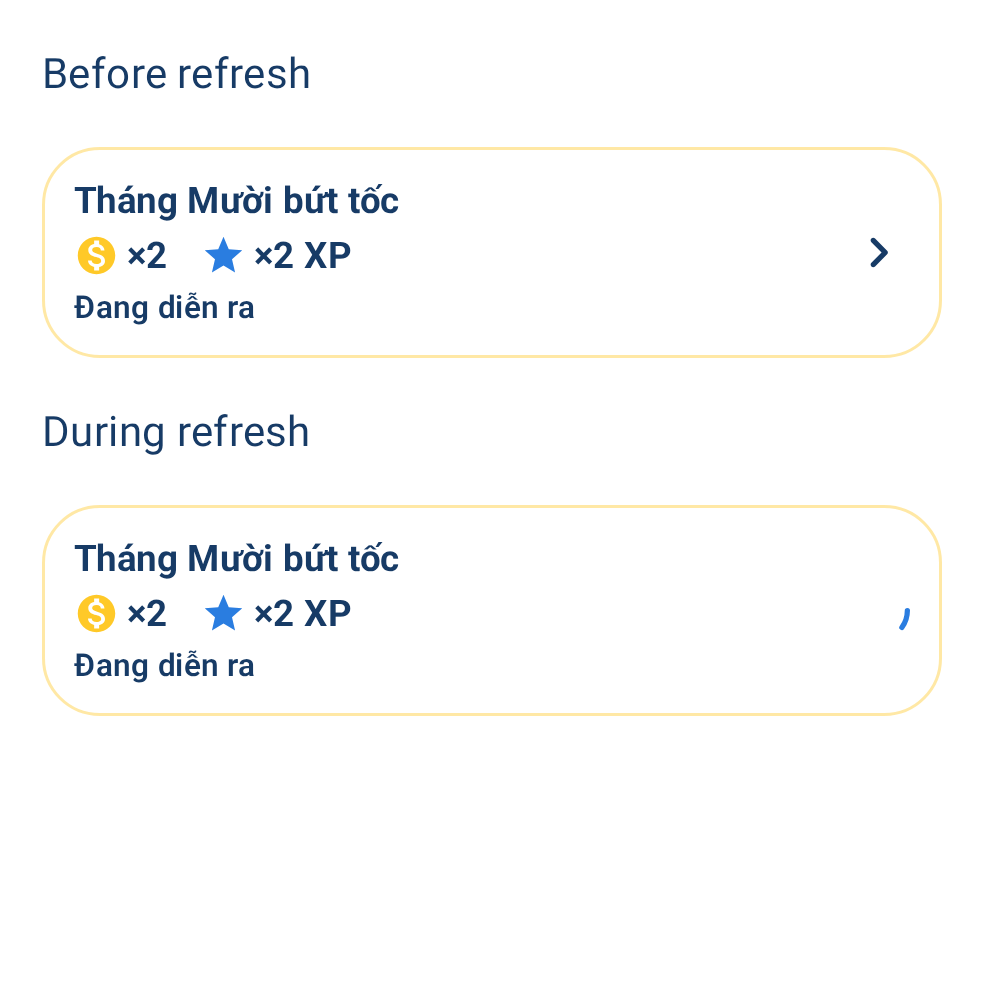 Before refresh
Tháng Mười bứt tốc
×2 ×2 XP
Đang diễn ra
During refresh
Tháng Mười bứt tốc
×2 ×2 XP
Đang diễn ra